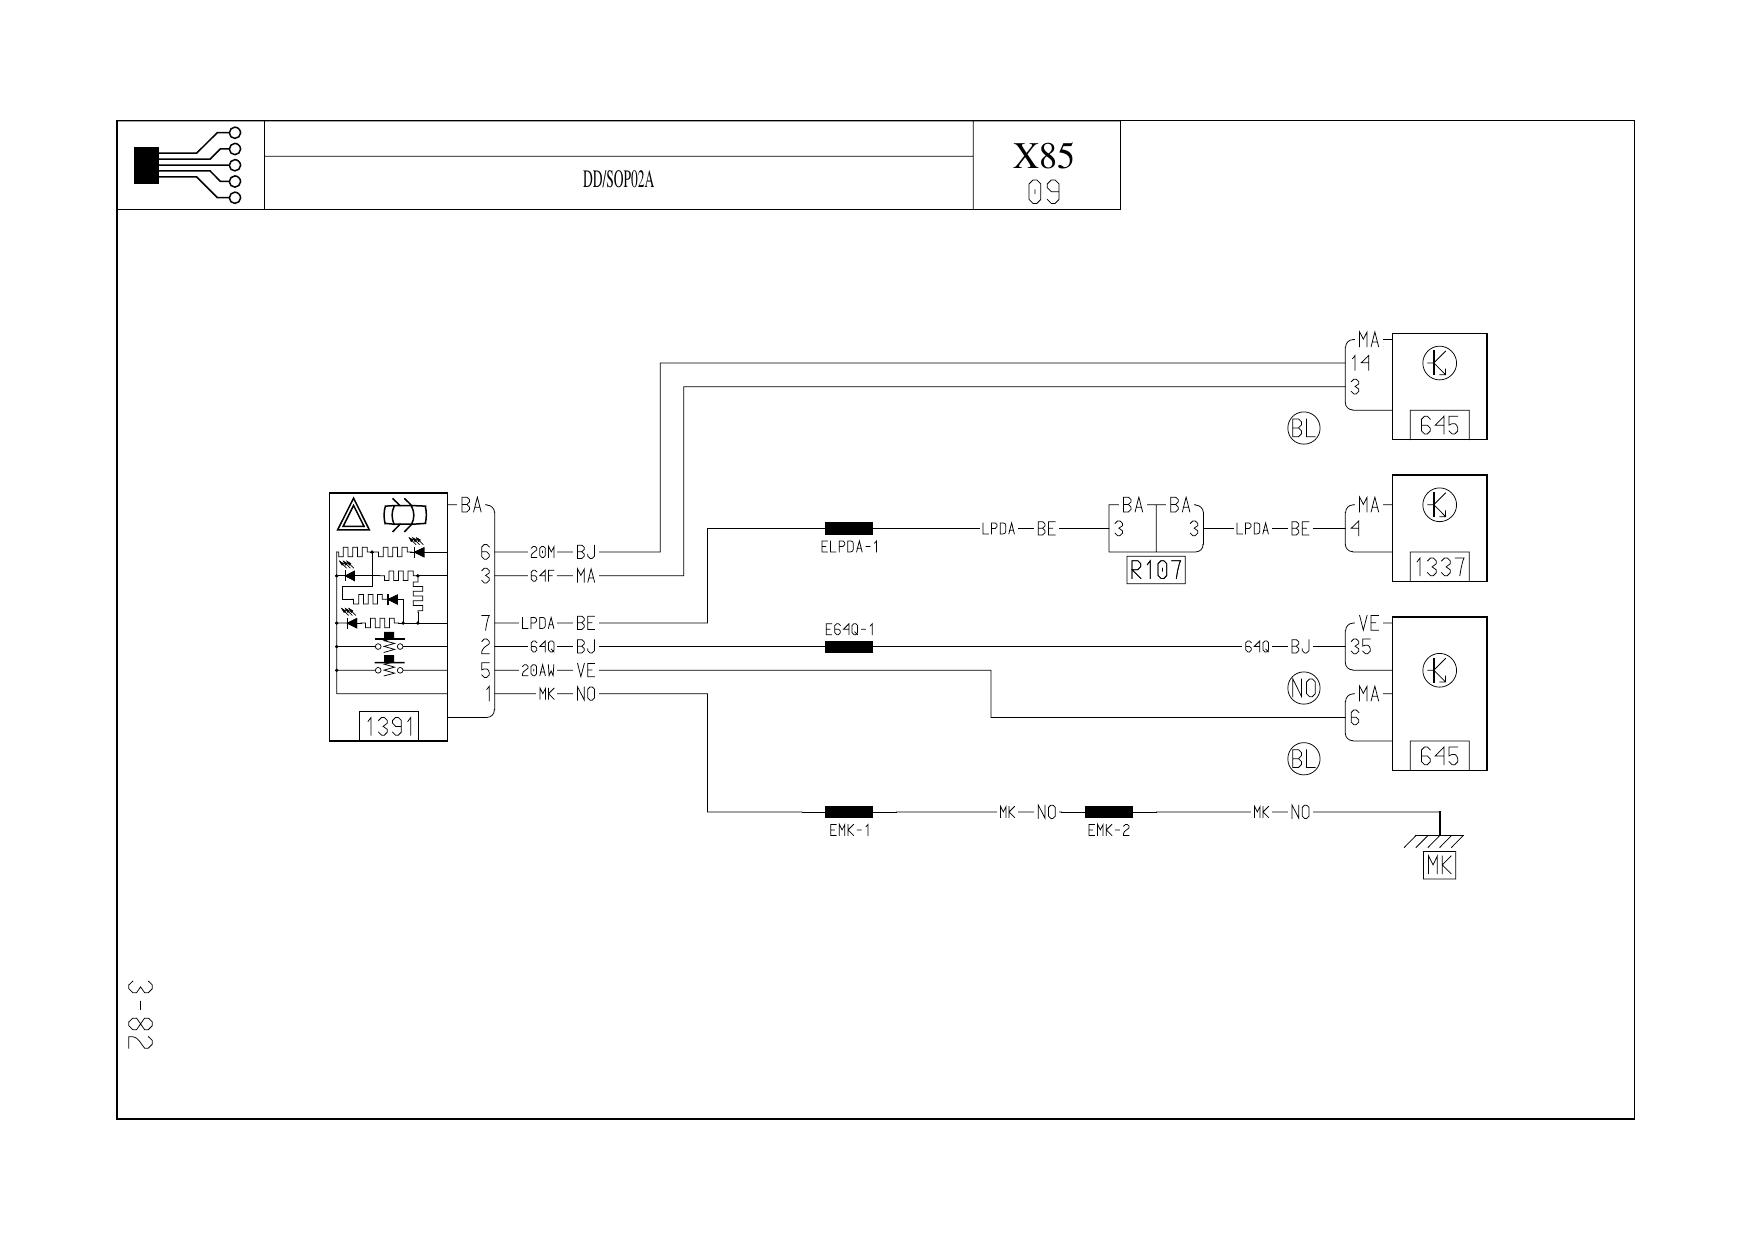 X85
DD/SOP02A
09
MA
14
3
BL
645
BA
6 20M BJ
3 64F MA
7 LPDA BE
2 64Q BJ
5 20AW VE
1 MK NO
1391
ELPDA-1
LPDA BE
BA BA
3 3
R107
LPDA BE
MA
4
1337
E64Q-1
64Q BJ
VE
35
NO
MA
6
BL
645
EMK-1
MK NO
EMK-2
MK NO
MK
3-82